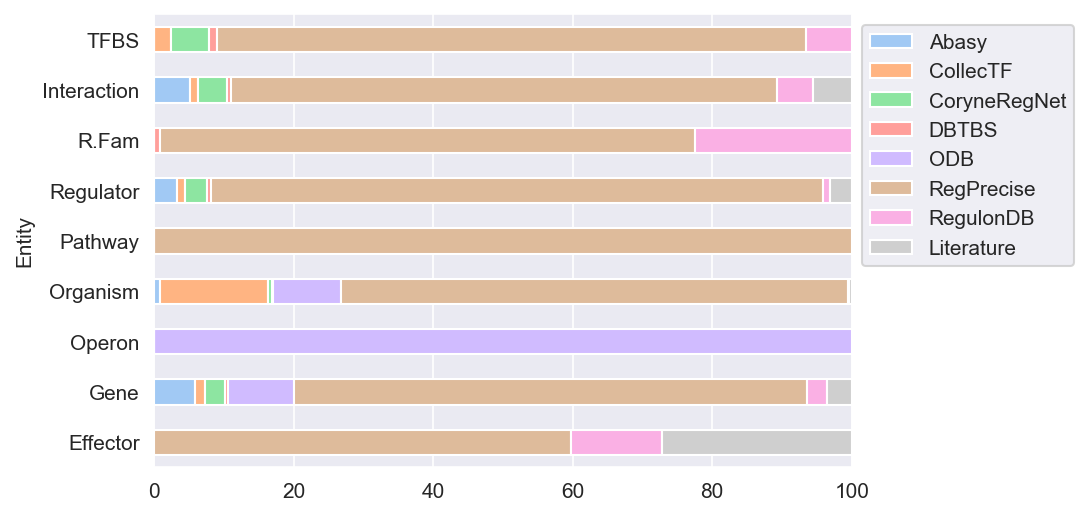 TFBS
Interaction
R.Fam
Regulator
Pathway
Organism
Operon
Gene
Effector
Entity
0 20 40 60 80 100
Abasy
CollecTF
CoryneRegNet
DBTBS
ODB
RegPrecise
RegulonDB
Literature